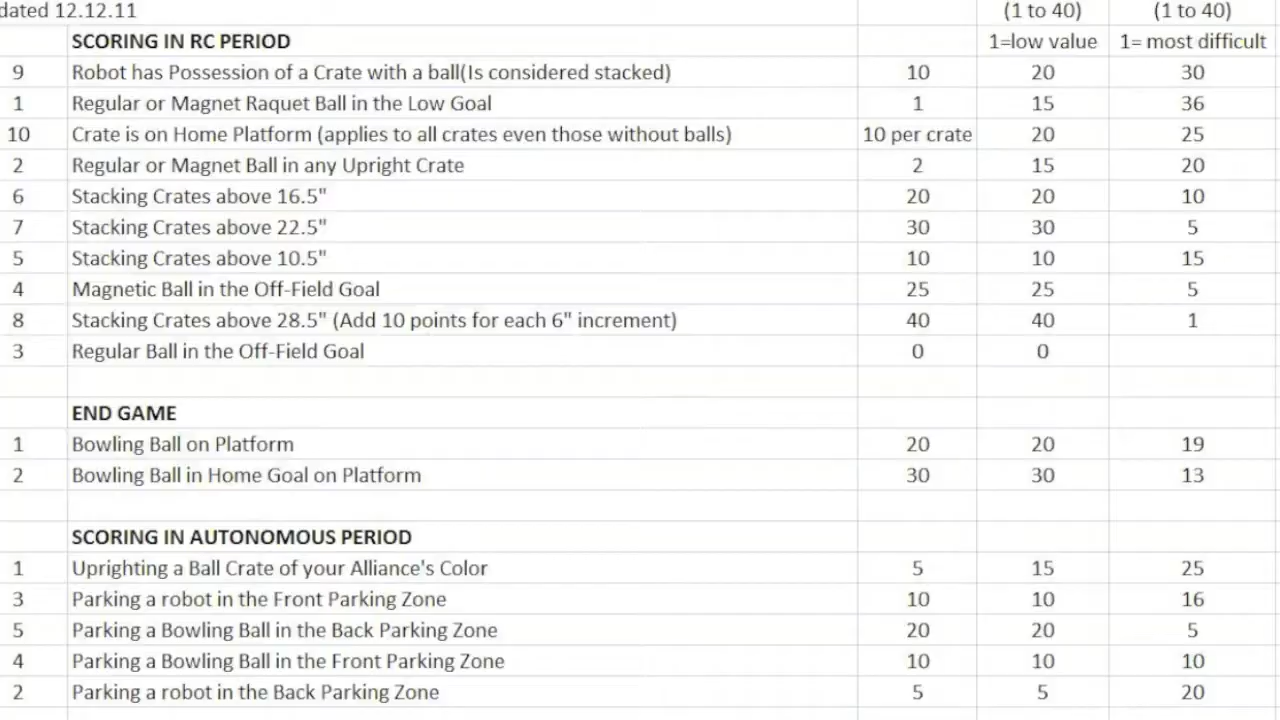 dated 12.12.11 (1 to 40) (1 to 40)
SCORING IN RC PERIOD 1=low value 1= most difficult
9 Robot has Possession of a Crate with a ball(Is considered stacked) 10 20 30
1 Regular or Magnet Raquet Ball in the Low Goal 1 15 36
10 Crate is on Home Platform (applies to all crates even those without balls) 10 per crate 20 25
2 Regular or Magnet Ball in any Upright Crate 2 15 20
6 Stacking Crates above 16.5" 20 20 10
7 Stacking Crates above 22.5" 30 30 5
5 Stacking Crates above 10.5" 10 10 15
4 Magnetic Ball in the Off-Field Goal 25 25 5
8 Stacking Crates above 28.5" (Add 10 points for each 6" increment) 40 40 1
3 Regular Ball in the Off-Field Goal 0 0
END GAME
1 Bowling Ball on Platform 20 20 19
2 Bowling Ball in Home Goal on Platform 30 30 13
SCORING IN AUTONOMOUS PERIOD
1 Uprighting a Ball Crate of your Alliance's Color 5 15 25
3 Parking a robot in the Front Parking Zone 10 10 16
5 Parking a Bowling Ball in the Back Parking Zone 20 20 5
4 Parking a Bowling Ball in the Front Parking Zone 10 10 10
2 Parking a robot in the Back Parking Zone 5 5 20